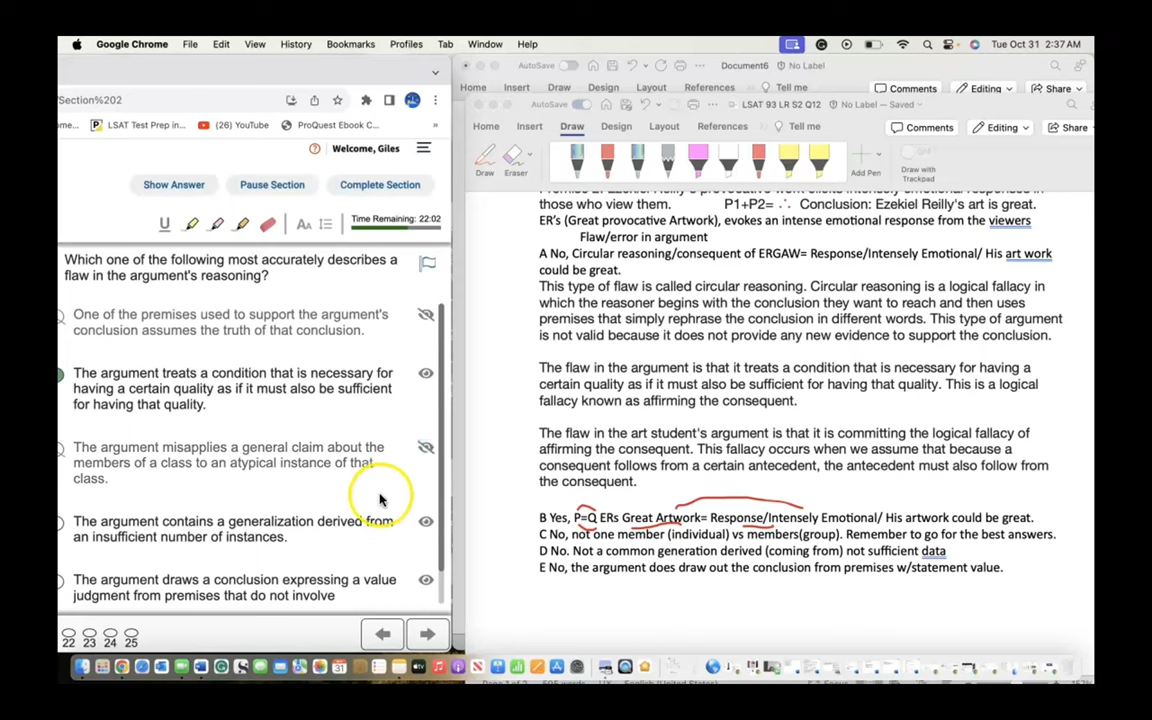 Google Chrome File Edit View History Bookmarks Profiles Tab Window Help Tue Oct 31 2:37 AM
/Section%202
ome... LSAT Test Prep in... (26) YouTube ProQuest Ebook C... »
Welcome, Giles
Show Answer Pause Section Complete Section
Time Remaining: 22:02
Which one of the following most accurately describes a
flaw in the argument's reasoning?
One of the premises used to support the argument's
conclusion assumes the truth of that conclusion.
The argument treats a condition that is necessary for
having a certain quality as if it must also be sufficient
for having that quality.
The argument misapplies a general claim about the
members of a class to an atypical instance of that
class.
The argument contains a generalization derived from
an insufficient number of instances.
The argument draws a conclusion expressing a value
judgment from premises that do not involve
22 23 24 25
AutoSave Document6 No Label
Home Insert Draw Design Layout References Tell me Comments Editing Share
AutoSave LSAT 93 LR S2 Q12 No Label — Saved
Home Insert Draw Design Layout References Tell me Comments Editing Share
Draw Eraser Add Pen Draw with
Trackpad
those who view them. P1+P2= ∴ Conclusion: Ezekiel Reilly's art is great.
ER's (Great provocative Artwork), evokes an intense emotional response from the viewers
Flaw/error in argument
A No, Circular reasoning/consequent of ERGAW= Response/Intensely Emotional/ His art work
could be great.
This type of flaw is called circular reasoning. Circular reasoning is a logical fallacy in
which the reasoner begins with the conclusion they want to reach and then uses
premises that simply rephrase the conclusion in different words. This type of argument
is not valid because it does not provide any new evidence to support the conclusion.
The flaw in the argument is that it treats a condition that is necessary for having a
certain quality as if it must also be sufficient for having that quality. This is a logical
fallacy known as affirming the consequent.
The flaw in the art student's argument is that it is committing the logical fallacy of
affirming the consequent. This fallacy occurs when we assume that because a
consequent follows from a certain antecedent, the antecedent must also follow from
the consequent.
B Yes, P=Q ERs Great Artwork= Response/Intensely Emotional/ His artwork could be great.
C No, not one member (individual) vs members(group). Remember to go for the best answers.
D No. Not a common generation derived (coming from) not sufficient data
E No, the argument does draw out the conclusion from premises w/statement value.